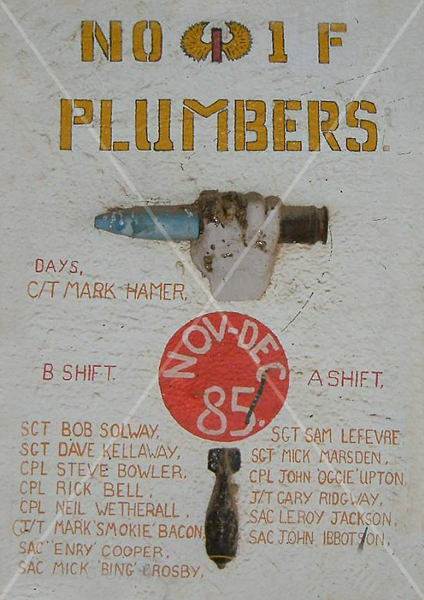 NO 1 F
PLUMBERS.
DAYS,
C/T MARK HAMER,
NOV-DEC
85.
B SHIFT.
SGT BOB SOLWAY,
SGT DAVE KELLAWAY,
CPL STEVE BOWLER,
CPL RICK BELL,
CPL NEIL WETHERALL,
J/T MARK 'SMOKIE' BACON,
SAC 'ENRY COOPER,
SAC MICK 'BING' CROSBY,
A SHIFT,
SGT SAM LEFEVRE
SGT MICK MARSDEN,
CPL JOHN 'OGGIE' UPTON,
J/T GARY RIDGWAY,
SAC LEROY JACKSON,
SAC JOHN IBBOTSON,